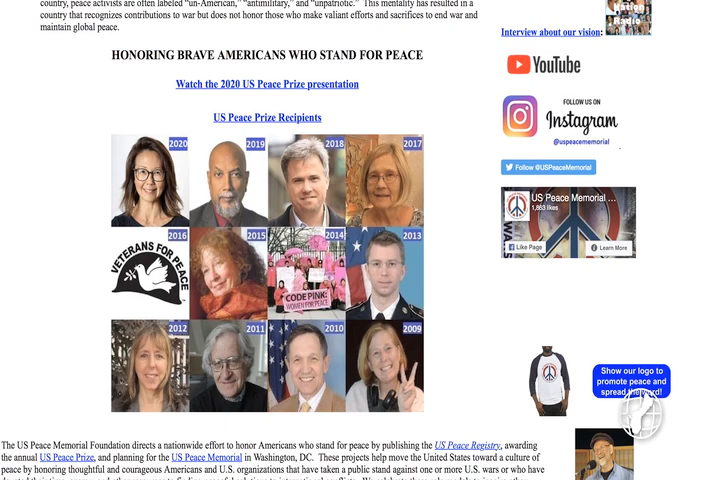 country, peace activists are often labeled "un-American," "antimilitary," and "unpatriotic." This mentality has resulted in a
country that recognizes contributions to war but does not honor those who make valiant efforts and sacrifices to end war and
maintain global peace.
HONORING BRAVE AMERICANS WHO STAND FOR PEACE
Watch the 2020 US Peace Prize presentation
US Peace Prize Recipients
2020
2019
2018
2017
2016
VETERANS FOR PEACE
2015
2014
CODE PINK:
WOMEN FOR PEACE
2013
2012
2011
2010
2009
The US Peace Memorial Foundation directs a nationwide effort to honor Americans who stand for peace by publishing the US Peace Registry, awarding
the annual US Peace Prize, and planning for the US Peace Memorial in Washington, DC. These projects help move the United States toward a culture of
peace by honoring thoughtful and courageous Americans and U.S. organizations that have taken a public stand against one or more U.S. wars or who have
Nation
Radio
Interview about our vision:
YouTube
FOLLOW US ON
Instagram
@uspeacememorial
Follow @USPeaceMemorial
US Peace Memorial ...
1,863 likes
Like Page
Learn More
Show our logo to
promote peace and
spread the word!